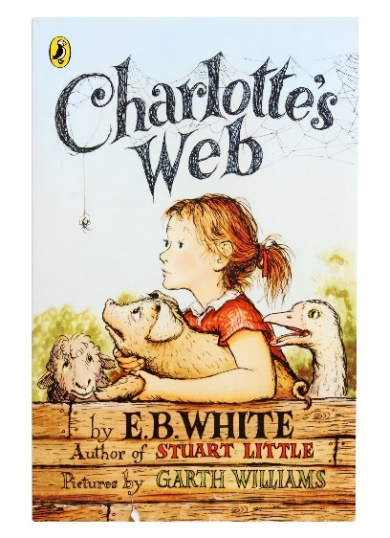 Charlotte's
Web
by E.B. WHITE
Author of STUART LITTLE
Pictures by GARTH WILLIAMS